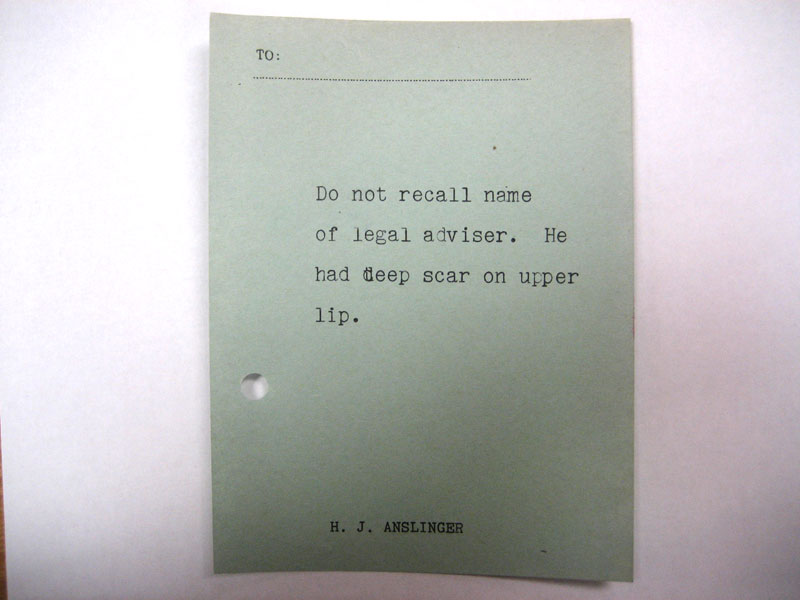 TO:
Do not recall name
of legal adviser. He
had deep scar on upper
lip.
H. J. ANSLINGER